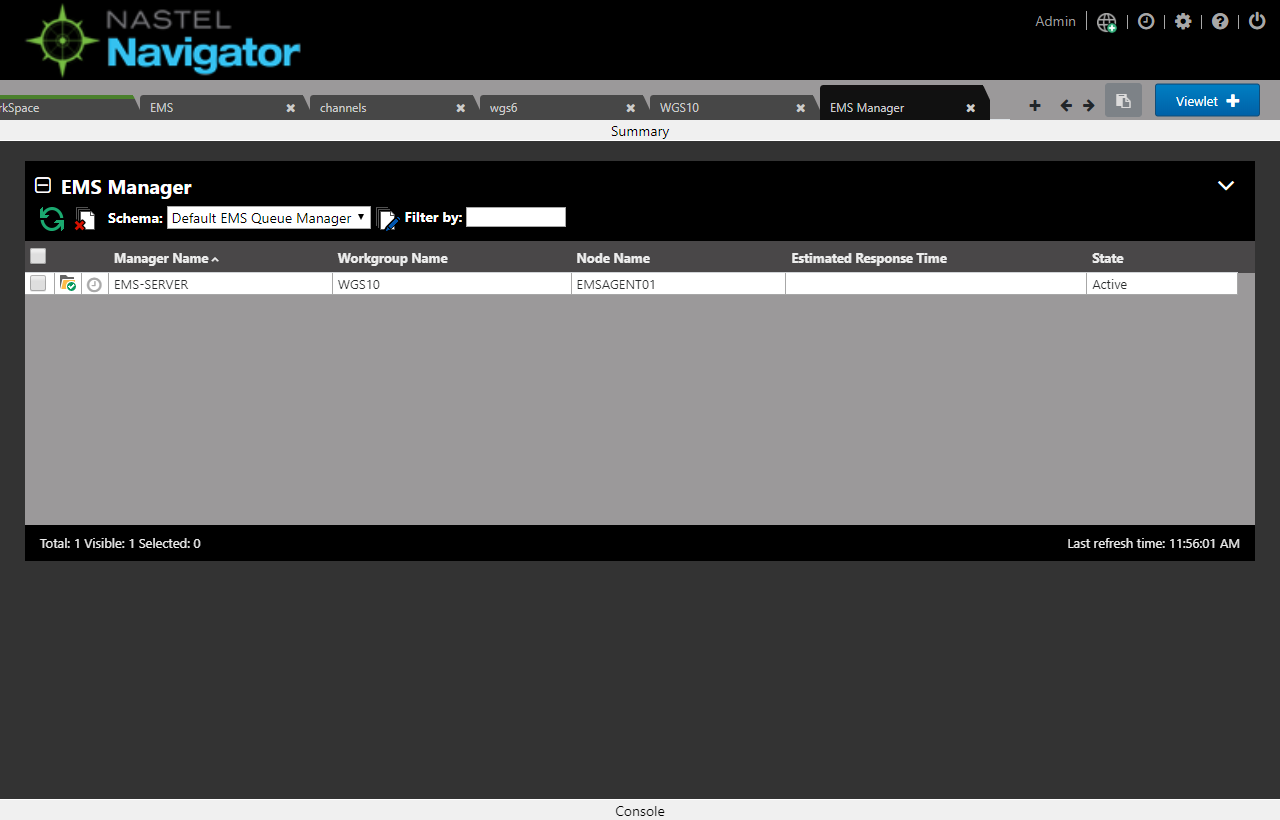 NASTEL
Navigator
Admin
rkSpace EMS channels wgs6 WGS10 EMS Manager Viewlet
Summary
EMS Manager
Schema: Default EMS Queue Manager Filter by:
Manager Name Workgroup Name Node Name Estimated Response Time State
EMS-SERVER WGS10 EMSAGENT01 Active
Total: 1 Visible: 1 Selected: 0 Last refresh time: 11:56:01 AM
Console